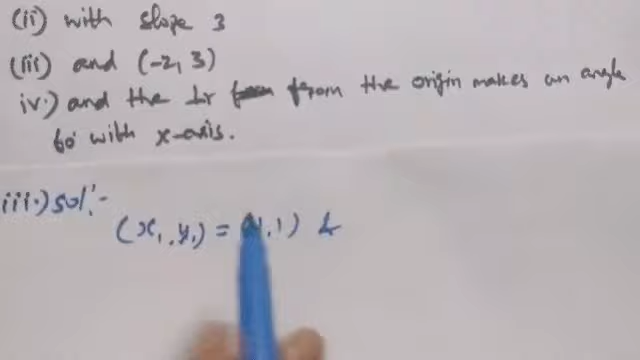 (ii) with slope 3
(iii) and (-2, 3)
iv.) and the ⊥r from the origin makes an angle
60° with x-axis.
iii.) sol:-
(x₁, y₁) = , 1) &